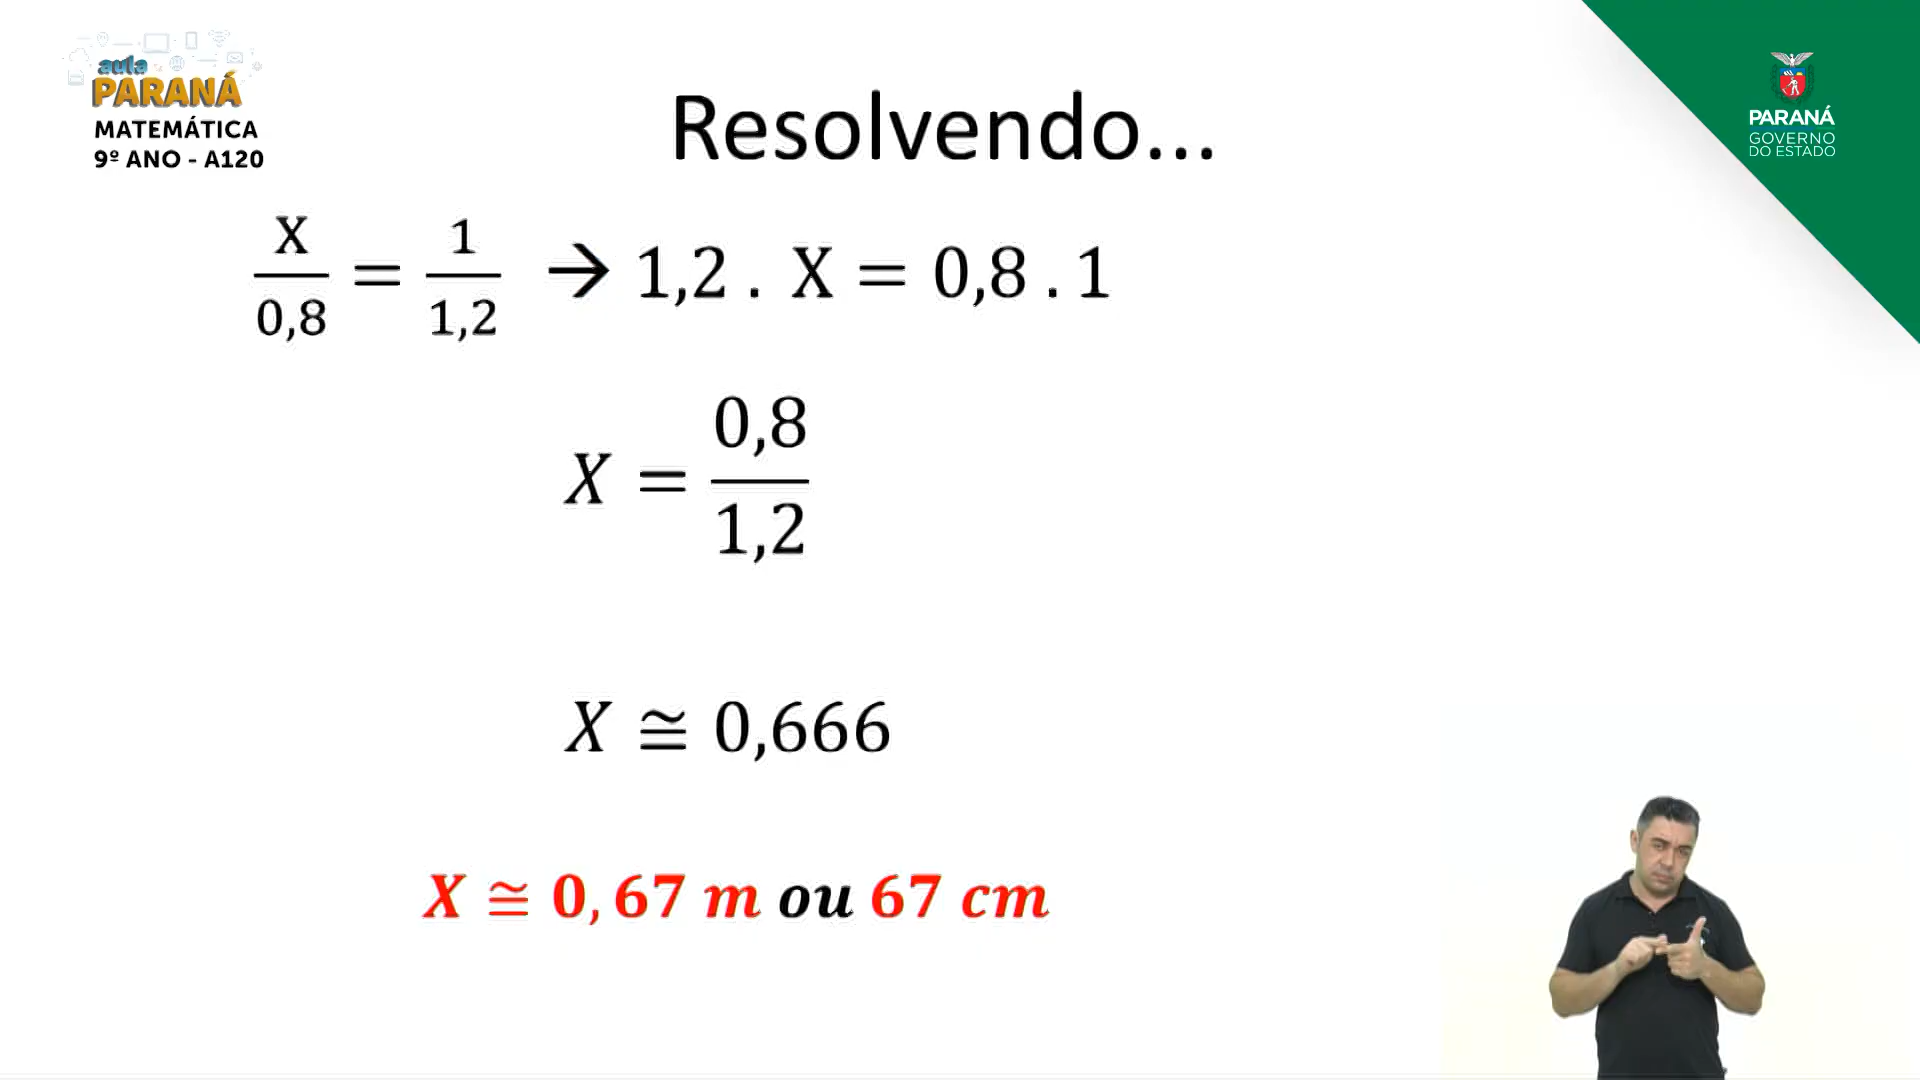 aula
PARANÁ
MATEMÁTICA
9º ANO - A120
PARANÁ
GOVERNO
DO ESTADO
Resolvendo...
X/0,8 = 1/1,2 → 1,2 . X = 0,8 . 1
X = 0,8/1,2
X ≅ 0,666
X ≅ 0,67 m ou 67 cm